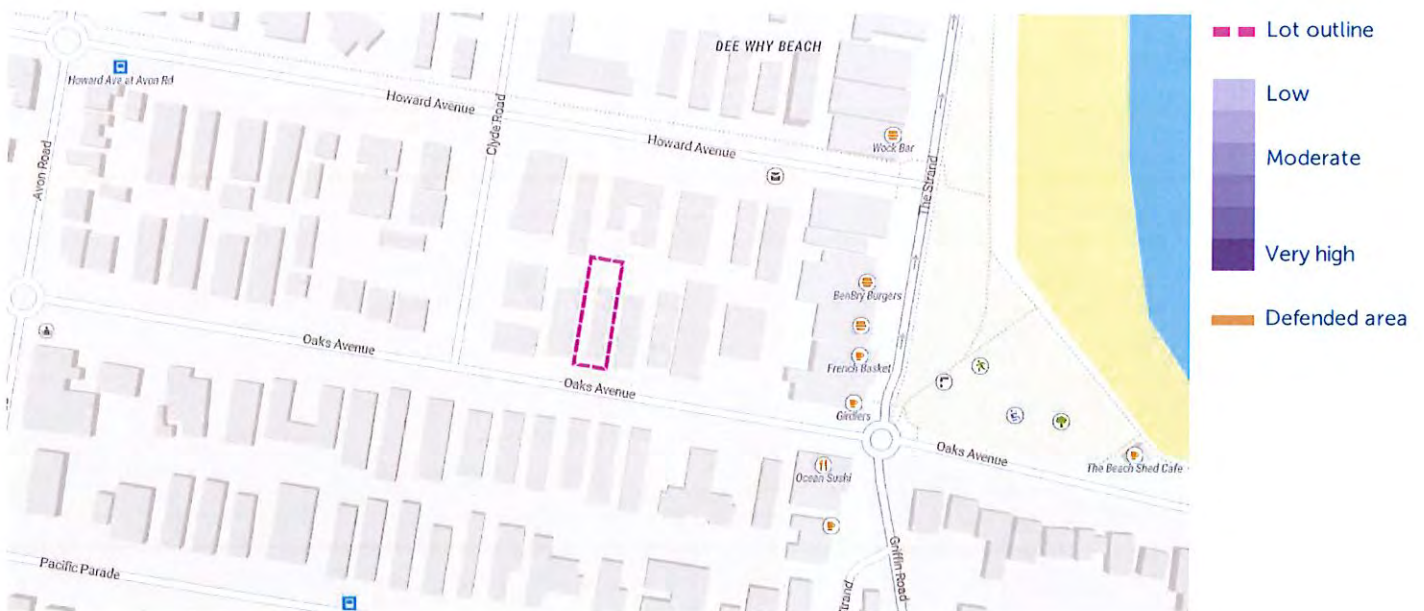 DEE WHY BEACH
Howard Ave at Avon Rd
Howard Avenue
Clyde Road
Howard Avenue
Wock Bar
Avon Road
The Strand
BenBry Burgers
Oaks Avenue
French Basket
Oaks Avenue
Girdlers
Oaks Avenue
The Beach Shed Cafe
Ocean Sushi
Griffin Road
Pacific Parade
Strand
Lot outline
Low
Moderate
Very high
Defended area